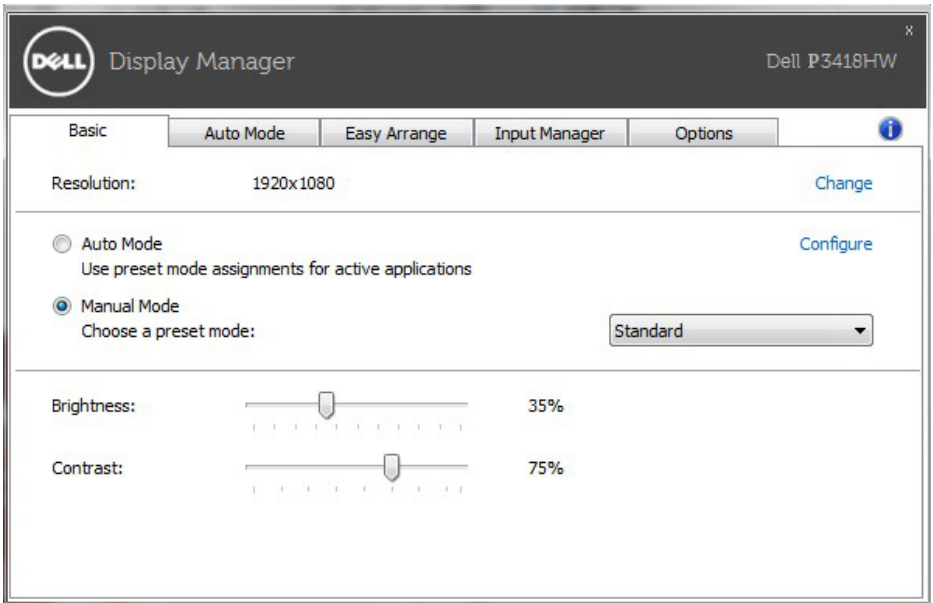 DELL Display Manager Dell P3418HW x
Basic Auto Mode Easy Arrange Input Manager Options i
Resolution: 1920x1080 Change
Auto Mode Configure
Use preset mode assignments for active applications
Manual Mode
Choose a preset mode: Standard
Brightness: 35%
Contrast: 75%